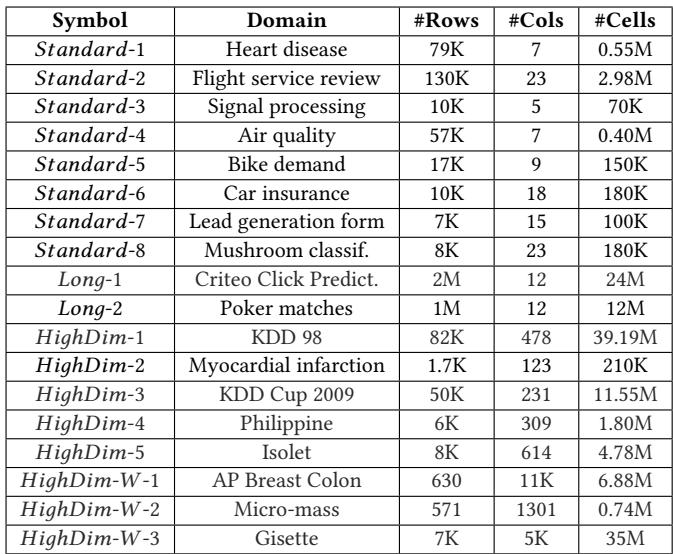 Symbol Domain #Rows #Cols #Cells
Standard-1 Heart disease 79K 7 0.55M
Standard-2 Flight service review 130K 23 2.98M
Standard-3 Signal processing 10K 5 70K
Standard-4 Air quality 57K 7 0.40M
Standard-5 Bike demand 17K 9 150K
Standard-6 Car insurance 10K 18 180K
Standard-7 Lead generation form 7K 15 100K
Standard-8 Mushroom classif. 8K 23 180K
Long-1 Criteo Click Predict. 2M 12 24M
Long-2 Poker matches 1M 12 12M
HighDim-1 KDD 98 82K 478 39.19M
HighDim-2 Myocardial infarction 1.7K 123 210K
HighDim-3 KDD Cup 2009 50K 231 11.55M
HighDim-4 Philippine 6K 309 1.80M
HighDim-5 Isolet 8K 614 4.78M
HighDim-W-1 AP Breast Colon 630 11K 6.88M
HighDim-W-2 Micro-mass 571 1301 0.74M
HighDim-W-3 Gisette 7K 5K 35M